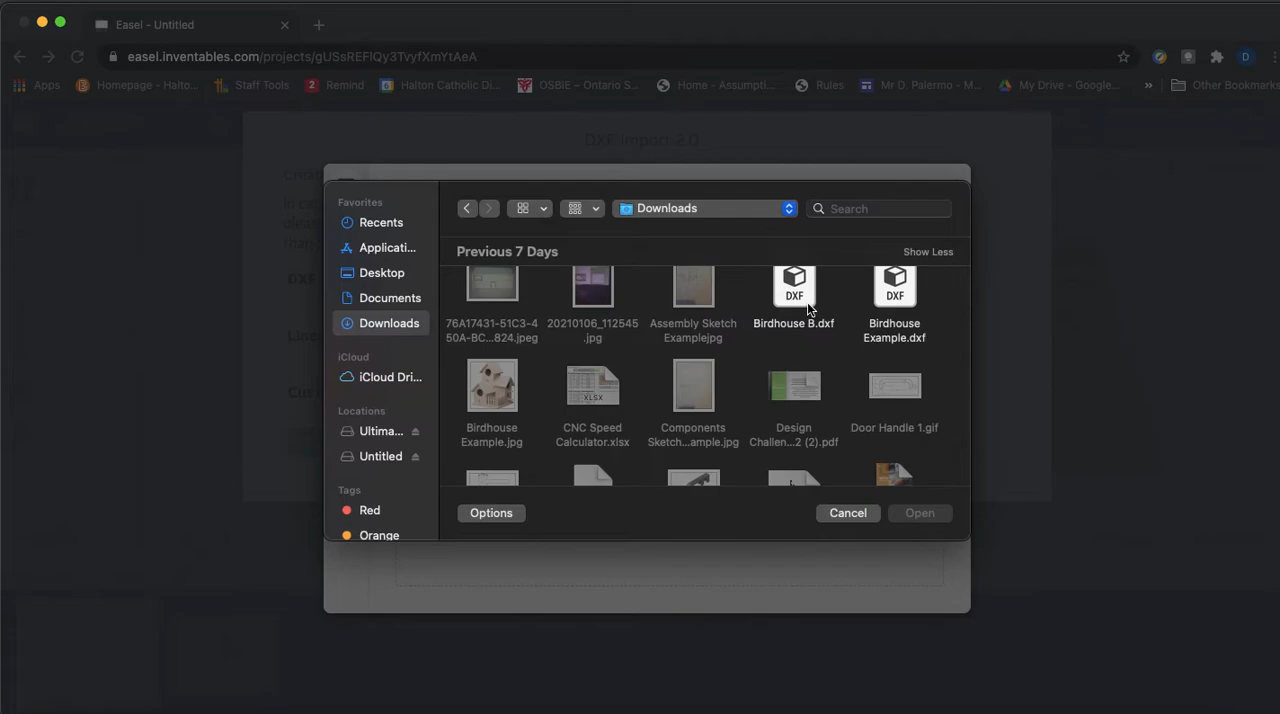 Easel - Untitled
easel.inventables.com/projects/gUSsREFlQy3TvyfXmYtAeA
D
Apps
Homepage - Halto...
Staff Tools
Remind
Halton Catholic Di...
OSBIE – Ontario S...
Home - Assumpti...
Rules
Mr D. Palermo - M...
My Drive - Google...
»
Other Bookmarks
DXF Import 2.0
Favorites
Recents
Applicati...
Desktop
Documents
Downloads
iCloud
iCloud Dri...
Locations
Ultima...
Untitled
Tags
Red
Orange
Downloads
Search
Previous 7 Days
Show Less
DXF
DXF
76A17431-51C3-4
50A-BC...824.jpeg
20210106_112545
.jpg
Assembly Sketch
Examplejpg
Birdhouse B.dxf
Birdhouse
Example.dxf
XLSX
Birdhouse
Example.jpg
CNC Speed
Calculator.xlsx
Components
Sketch...ample.jpg
Design
Challen...2 (2).pdf
Door Handle 1.gif
Options
Cancel
Open